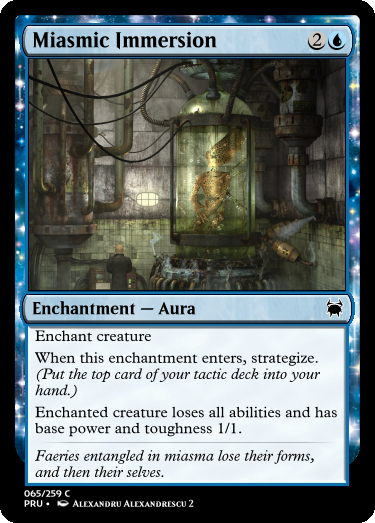 Miasmic Immersion 2
Enchantment — Aura
Enchant creature
When this enchantment enters, strategize.
(Put the top card of your tactic deck into your
hand.)
Enchanted creature loses all abilities and has
base power and toughness 1/1.
Faeries entangled in miasma lose their forms,
and then their selves.
065/259 C
PRU • Alexandru Alexandrescu 2